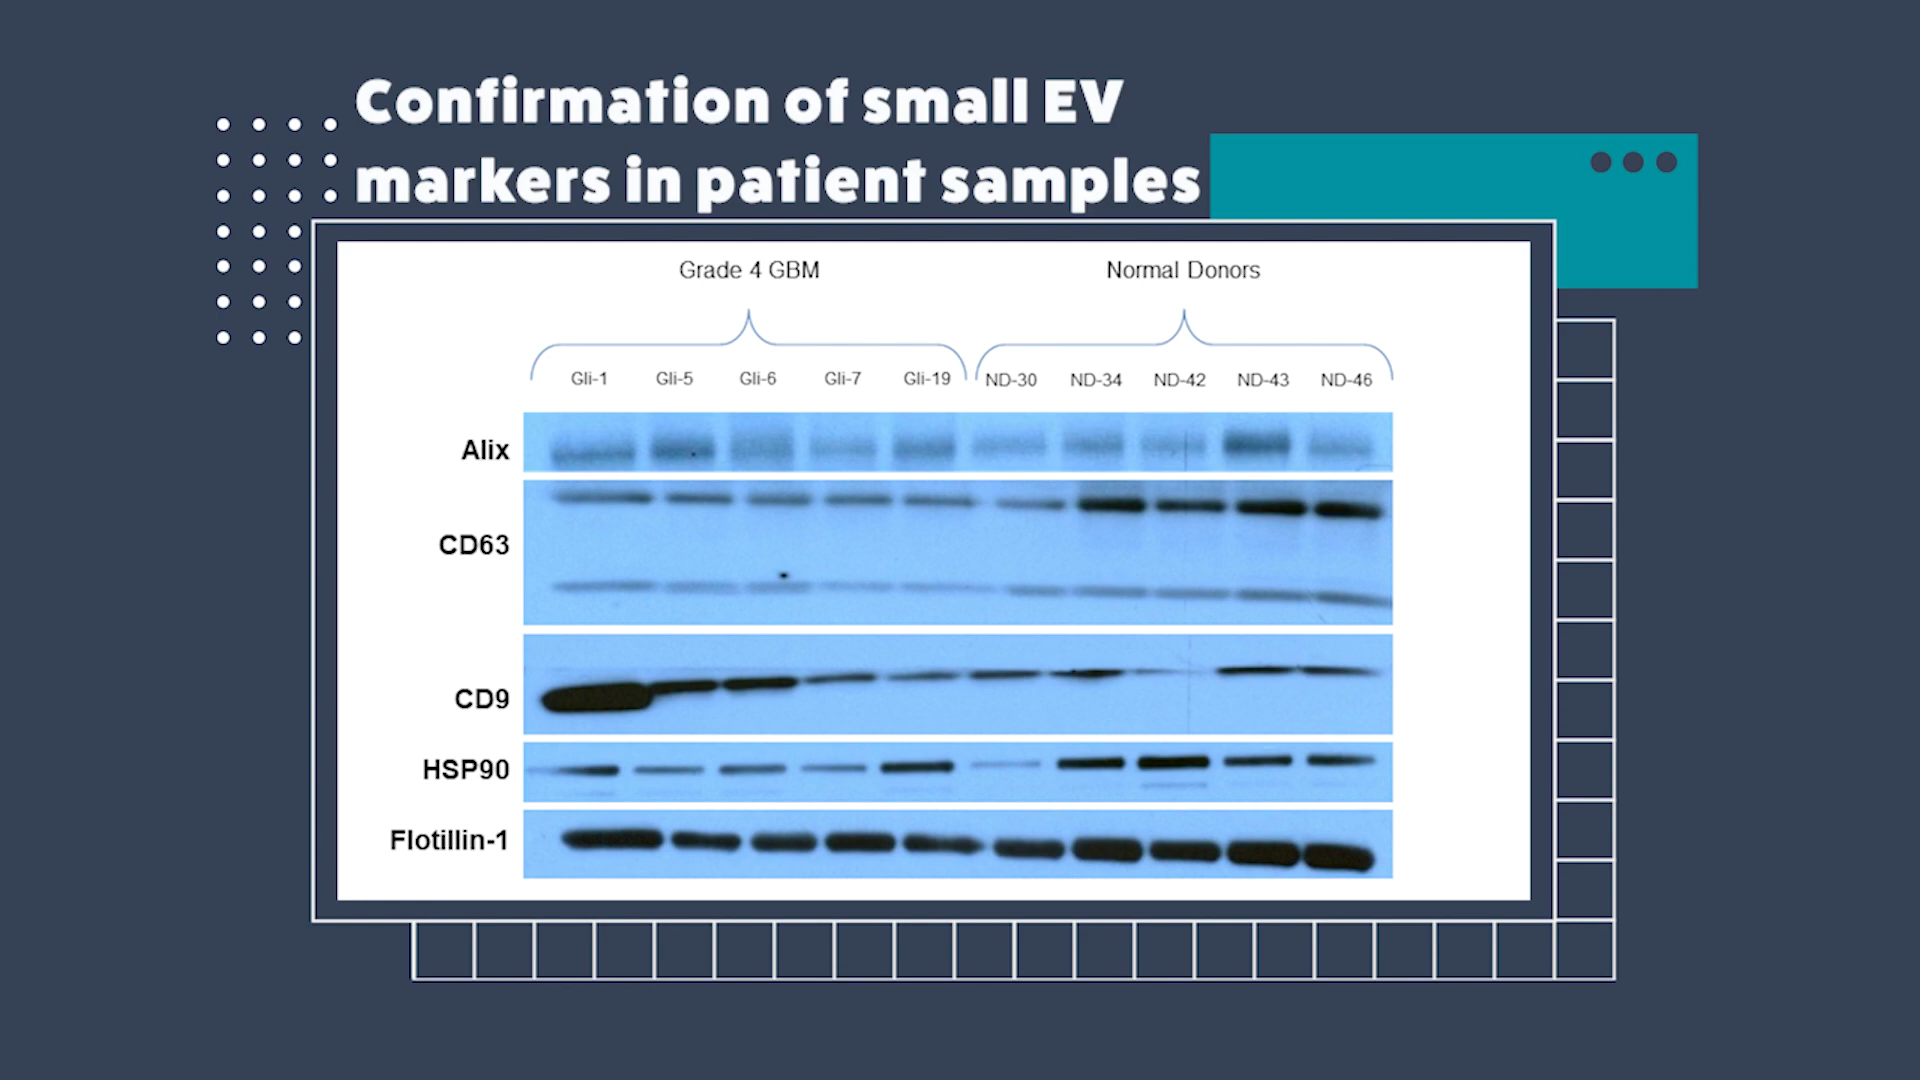 Confirmation of small EV
markers in patient samples
Grade 4 GBM
Normal Donors
Gli-1 Gli-5 Gli-6 Gli-7 Gli-19 ND-30 ND-34 ND-42 ND-43 ND-46
Alix
CD63
CD9
HSP90
Flotillin-1